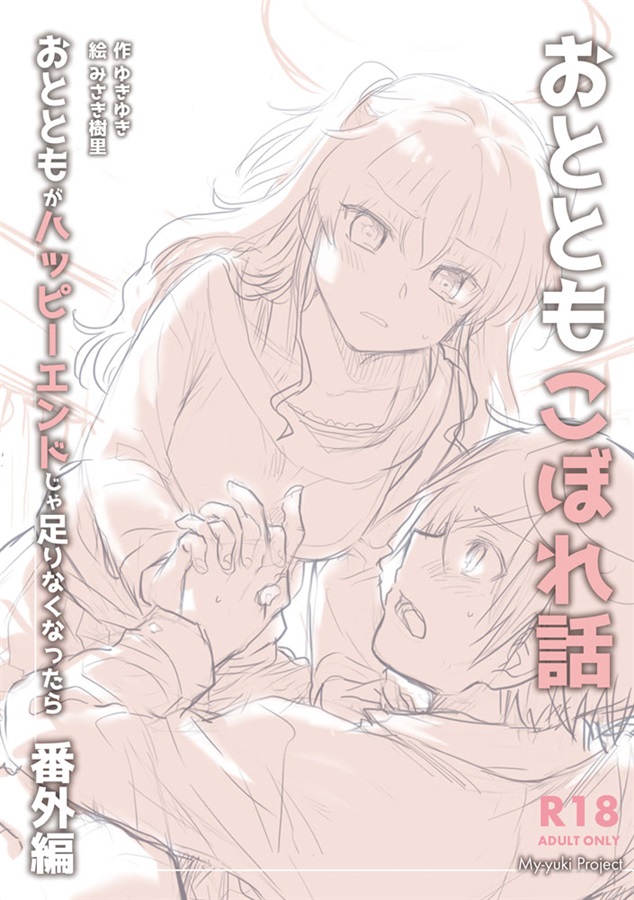 おととも こぼれ話
作 ゆきゆき
絵 みさき樹里
おとともがハッピーエンドじゃ足りなくなったら 番外編
R18
ADULT ONLY
My-yuki Project